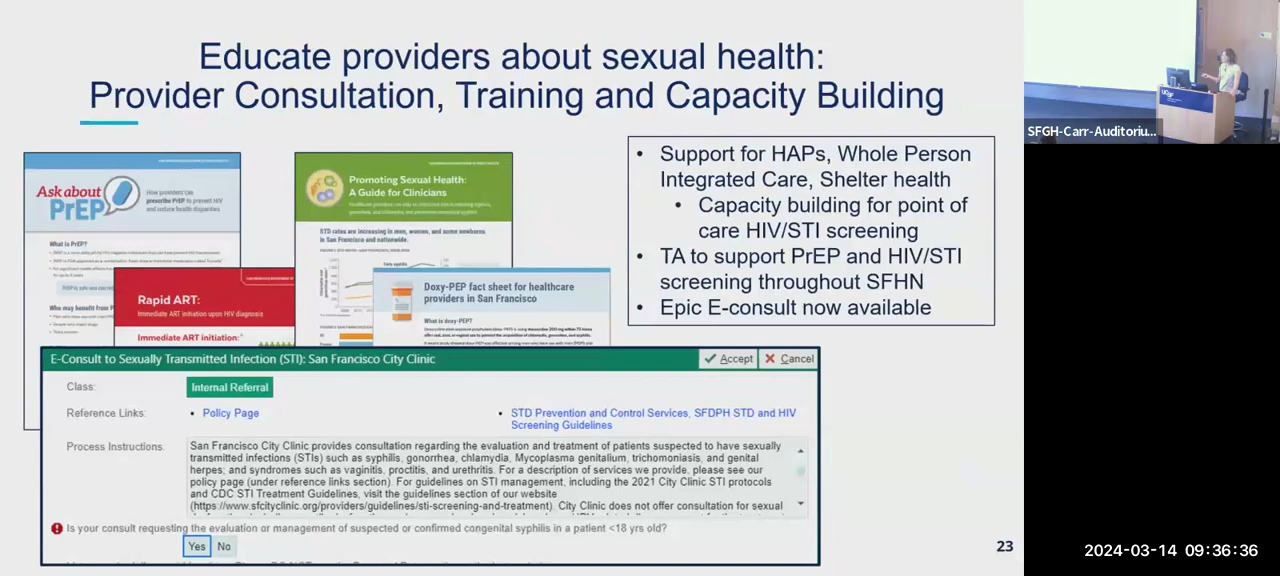 Educate providers about sexual health:
Provider Consultation, Training and Capacity Building
Ask about
PrEP
How providers can
prescribe PrEP to prevent HIV
and reduce health disparities
What is PrEP?
Who may benefit from P
Promoting Sexual Health:
A Guide for Clinicians
STD rates are increasing in men, women, and some newborns
in San Francisco and nationwide.
Rapid ART:
Immediate ART initiation upon HIV diagnosis
Immediate ART initiation:
Doxy-PEP fact sheet for healthcare
providers in San Francisco
What is doxy-PEP?
• Support for HAPs, Whole Person
Integrated Care, Shelter health
• Capacity building for point of
care HIV/STI screening
• TA to support PrEP and HIV/STI
screening throughout SFHN
• Epic E-consult now available
E-Consult to Sexually Transmitted Infection (STI): San Francisco City Clinic
Accept
Cancel
Class:
Internal Referral
Reference Links:
• Policy Page
• STD Prevention and Control Services, SFDPH STD and HIV
Screening Guidelines
Process Instructions:
San Francisco City Clinic provides consultation regarding the evaluation and treatment of patients suspected to have sexually
transmitted infections (STIs) such as syphilis, gonorrhea, chlamydia, Mycoplasma genitalium, trichomoniasis, and genital
herpes; and syndromes such as vaginitis, proctitis, and urethritis. For a description of services we provide, please see our
policy page (under reference links section). For guidelines on STI management, including the 2021 City Clinic STI protocols
and CDC STI Treatment Guidelines, visit the guidelines section of our website
(https://www.sfcityclinic.org/providers/guidelines/sti-screening-and-treatment). City Clinic does not offer consultation for sexual
Is your consult requesting the evaluation or management of suspected or confirmed congenital syphilis in a patient <18 yrs old?
Yes
No
23
UCSF
SFGH-Carr-Auditoriu...
2024-03-14 09:36:36